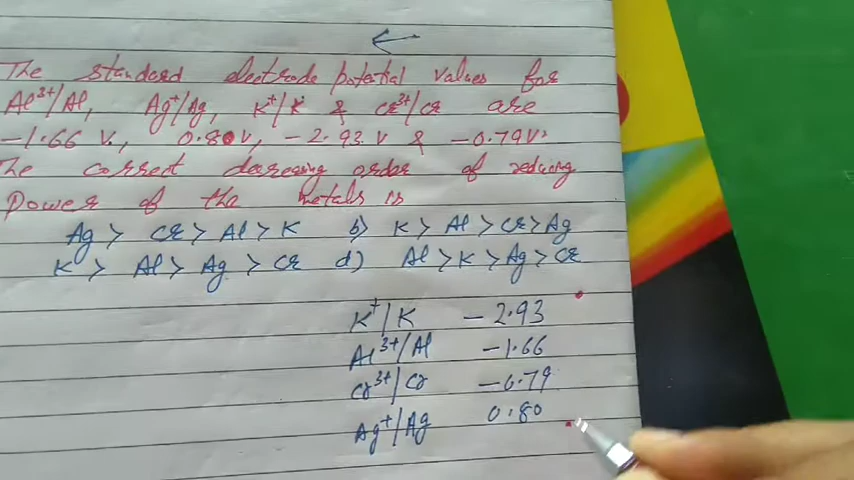 The standard electrode potential values for
Al³⁺/Al, Ag⁺/Ag, K⁺/K & Cr³⁺/Cr are
-1.66 V, 0.80V, -2.93 V & -0.79V.
The correct decreasing order of reducing
Power of the metals is
Ag > Cr > Al > K b) K > Al > Cr > Ag
K > Al > Ag > Cr d) Al > K > Ag > Cr
K⁺/K -2.93
Al³⁺/Al -1.66
Cr³⁺/Cr -0.79
Ag⁺/Ag 0.80